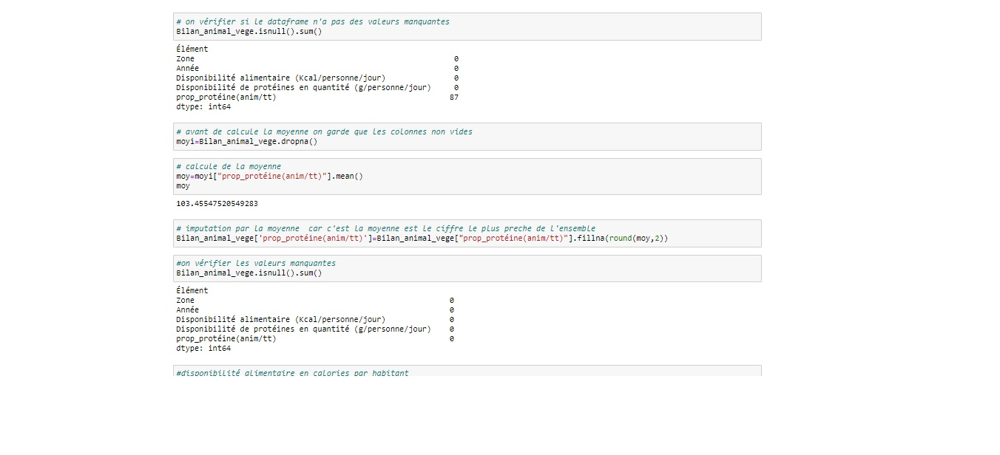 # on vérifier si le dataframe n'a pas des valeurs manquantes
Bilan_animal_vege.isnull().sum()
Élément
Zone 0
Année 0
Disponibilité alimentaire (Kcal/personne/jour) 0
Disponibilité de protéines en quantité (g/personne/jour) 0
prop_protéine(anim/tt) 87
dtype: int64
# avant de calcule la moyenne on garde que les colonnes non vides
moyi=Bilan_animal_vege.dropna()
# calcule de la moyenne
moy=moyi["prop_protéine(anim/tt)"].mean()
moy
103.45547520549283
# imputation par la moyenne  car c'est la moyenne est le ciffre le plus preche de l'ensemble
Bilan_animal_vege['prop_protéine(anim/tt)']=Bilan_animal_vege["prop_protéine(anim/tt)"].fillna(round(moy,2))
#on vérifier les valeurs manquantes
Bilan_animal_vege.isnull().sum()
Élément
Zone 0
Année 0
Disponibilité alimentaire (Kcal/personne/jour) 0
Disponibilité de protéines en quantité (g/personne/jour) 0
prop_protéine(anim/tt) 0
dtype: int64
#disponibilité alimentaire en calories par habitant